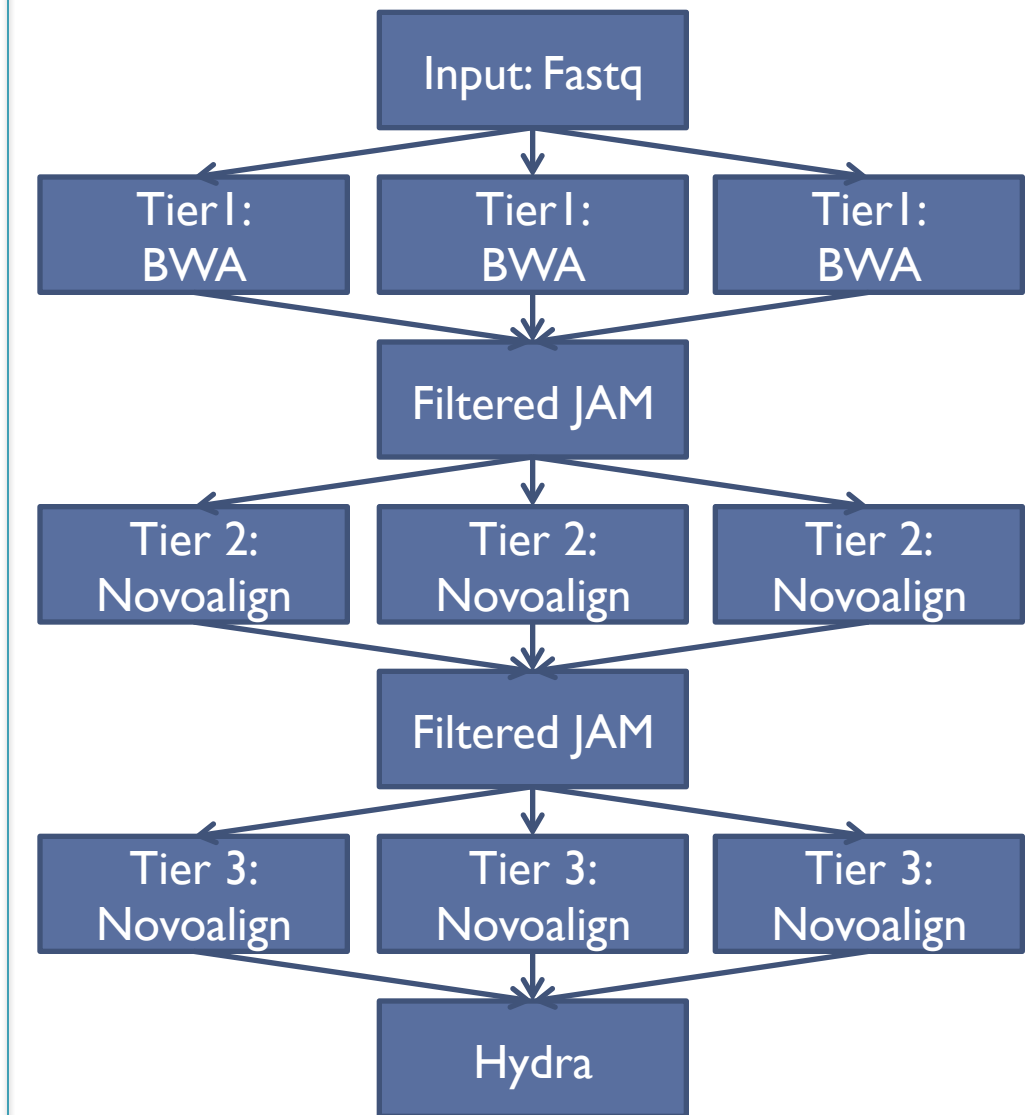 Input: Fastq
Tier1:
BWA
Tier1:
BWA
Tier1:
BWA
Filtered JAM
Tier 2:
Novoalign
Tier 2:
Novoalign
Tier 2:
Novoalign
Filtered JAM
Tier 3:
Novoalign
Tier 3:
Novoalign
Tier 3:
Novoalign
Hydra